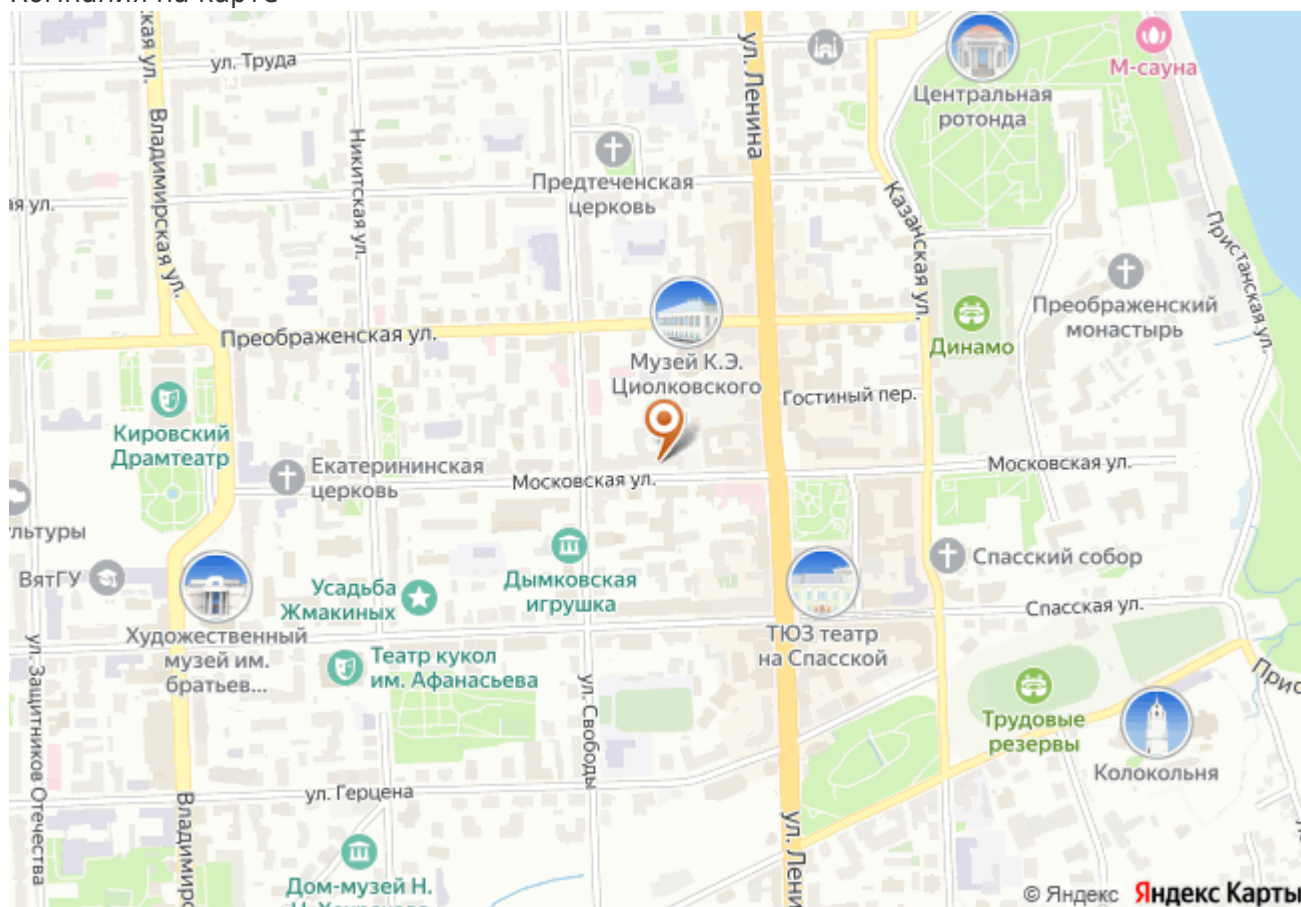 Компания на карте
ул. Труда
ул. Ленина
М-сауна
Центральная
ротонда
Владимирская ул.
Никитская ул.
Предтеченская
церковь
Казанская ул.
Пристанская ул.
Преображенский
монастырь
Преображенская ул.
Динамо
Музей К.Э.
Циолковского
Гостиный пер.
Кировский
Драмтеатр
Екатерининская
церковь
Московская ул.
Московская ул.
ВятГУ
Усадьба
Жмакиных
Дымковская
игрушка
Спасский собор
Спасская ул.
Художественный
музей им.
братьев...
Театр кукол
им. Афанасьева
ТЮЗ театр
на Спасской
ул. Защитников Отечества
ул. Свободы
Трудовые
резервы
Колокольня
ул. Герцена
Дом-музей Н.
© Яндекс Яндекс Карты